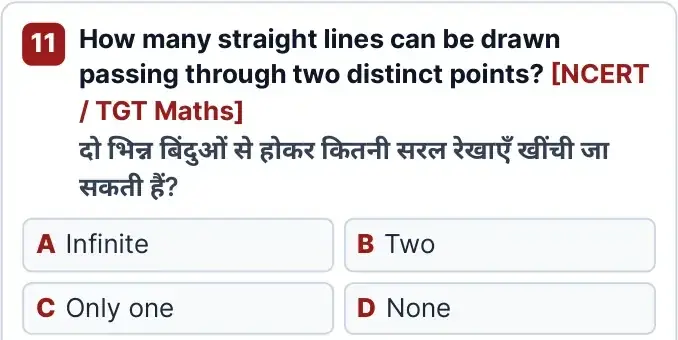 11 How many straight lines can be drawn
passing through two distinct points? [NCERT
/ TGT Maths]
दो भिन्न बिंदुओं से होकर कितनी सरल रेखाएँ खींची जा
सकती हैं?
A Infinite
B Two
C Only one
D None